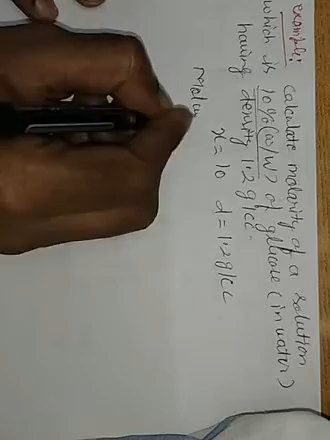 example: Calculate molarity of a solution
which is 10%(w/w) of glucose (in water)
having density 1.2 g/cc.
x = 10 d = 1.2 g/cc
Mola